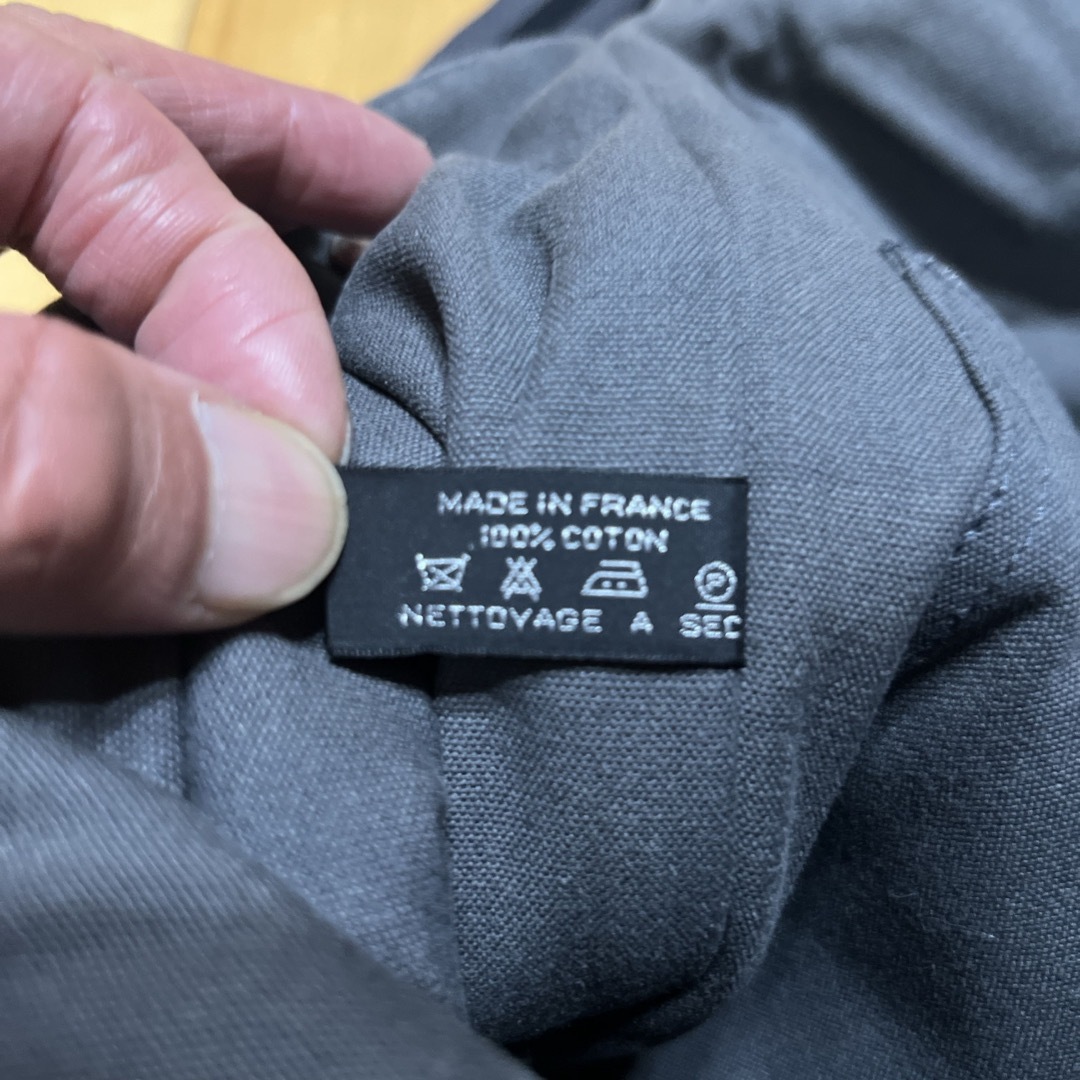 MADE IN FRANCE
100% COTON
P
NETTOYAGE A SEC